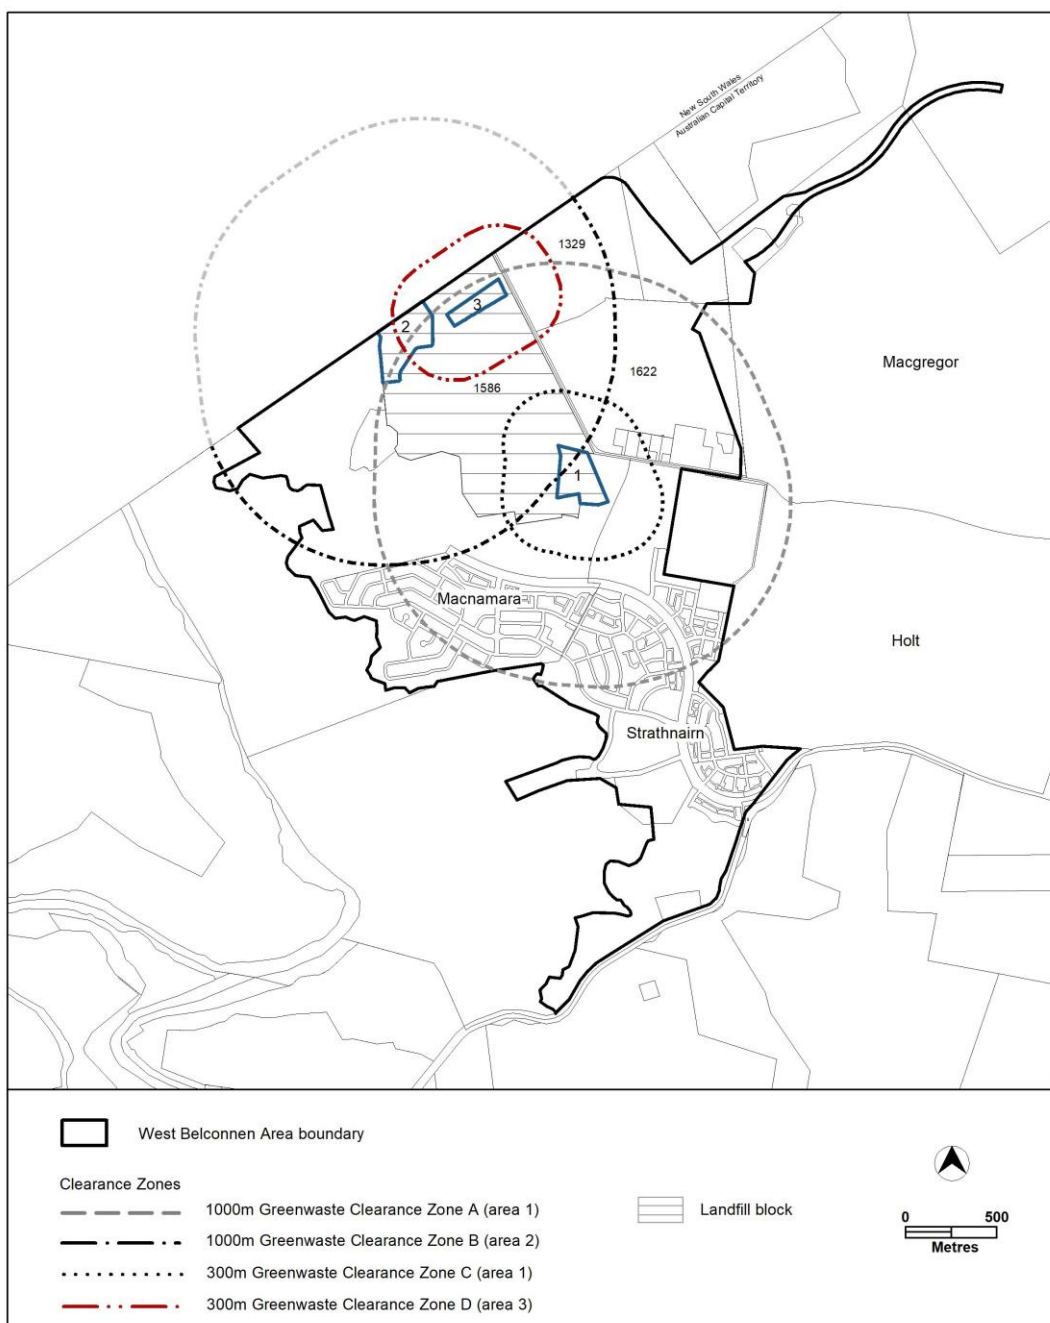 New South Wales
Australian Capital Territory
1329
3
2
Macgregor
1622
1586
1
Macnamara
Holt
Strathnairn
West Belconnen Area boundary
Clearance Zones
1000m Greenwaste Clearance Zone A (area 1)
1000m Greenwaste Clearance Zone B (area 2)
300m Greenwaste Clearance Zone C (area 1)
300m Greenwaste Clearance Zone D (area 3)
Landfill block
0 500
Metres